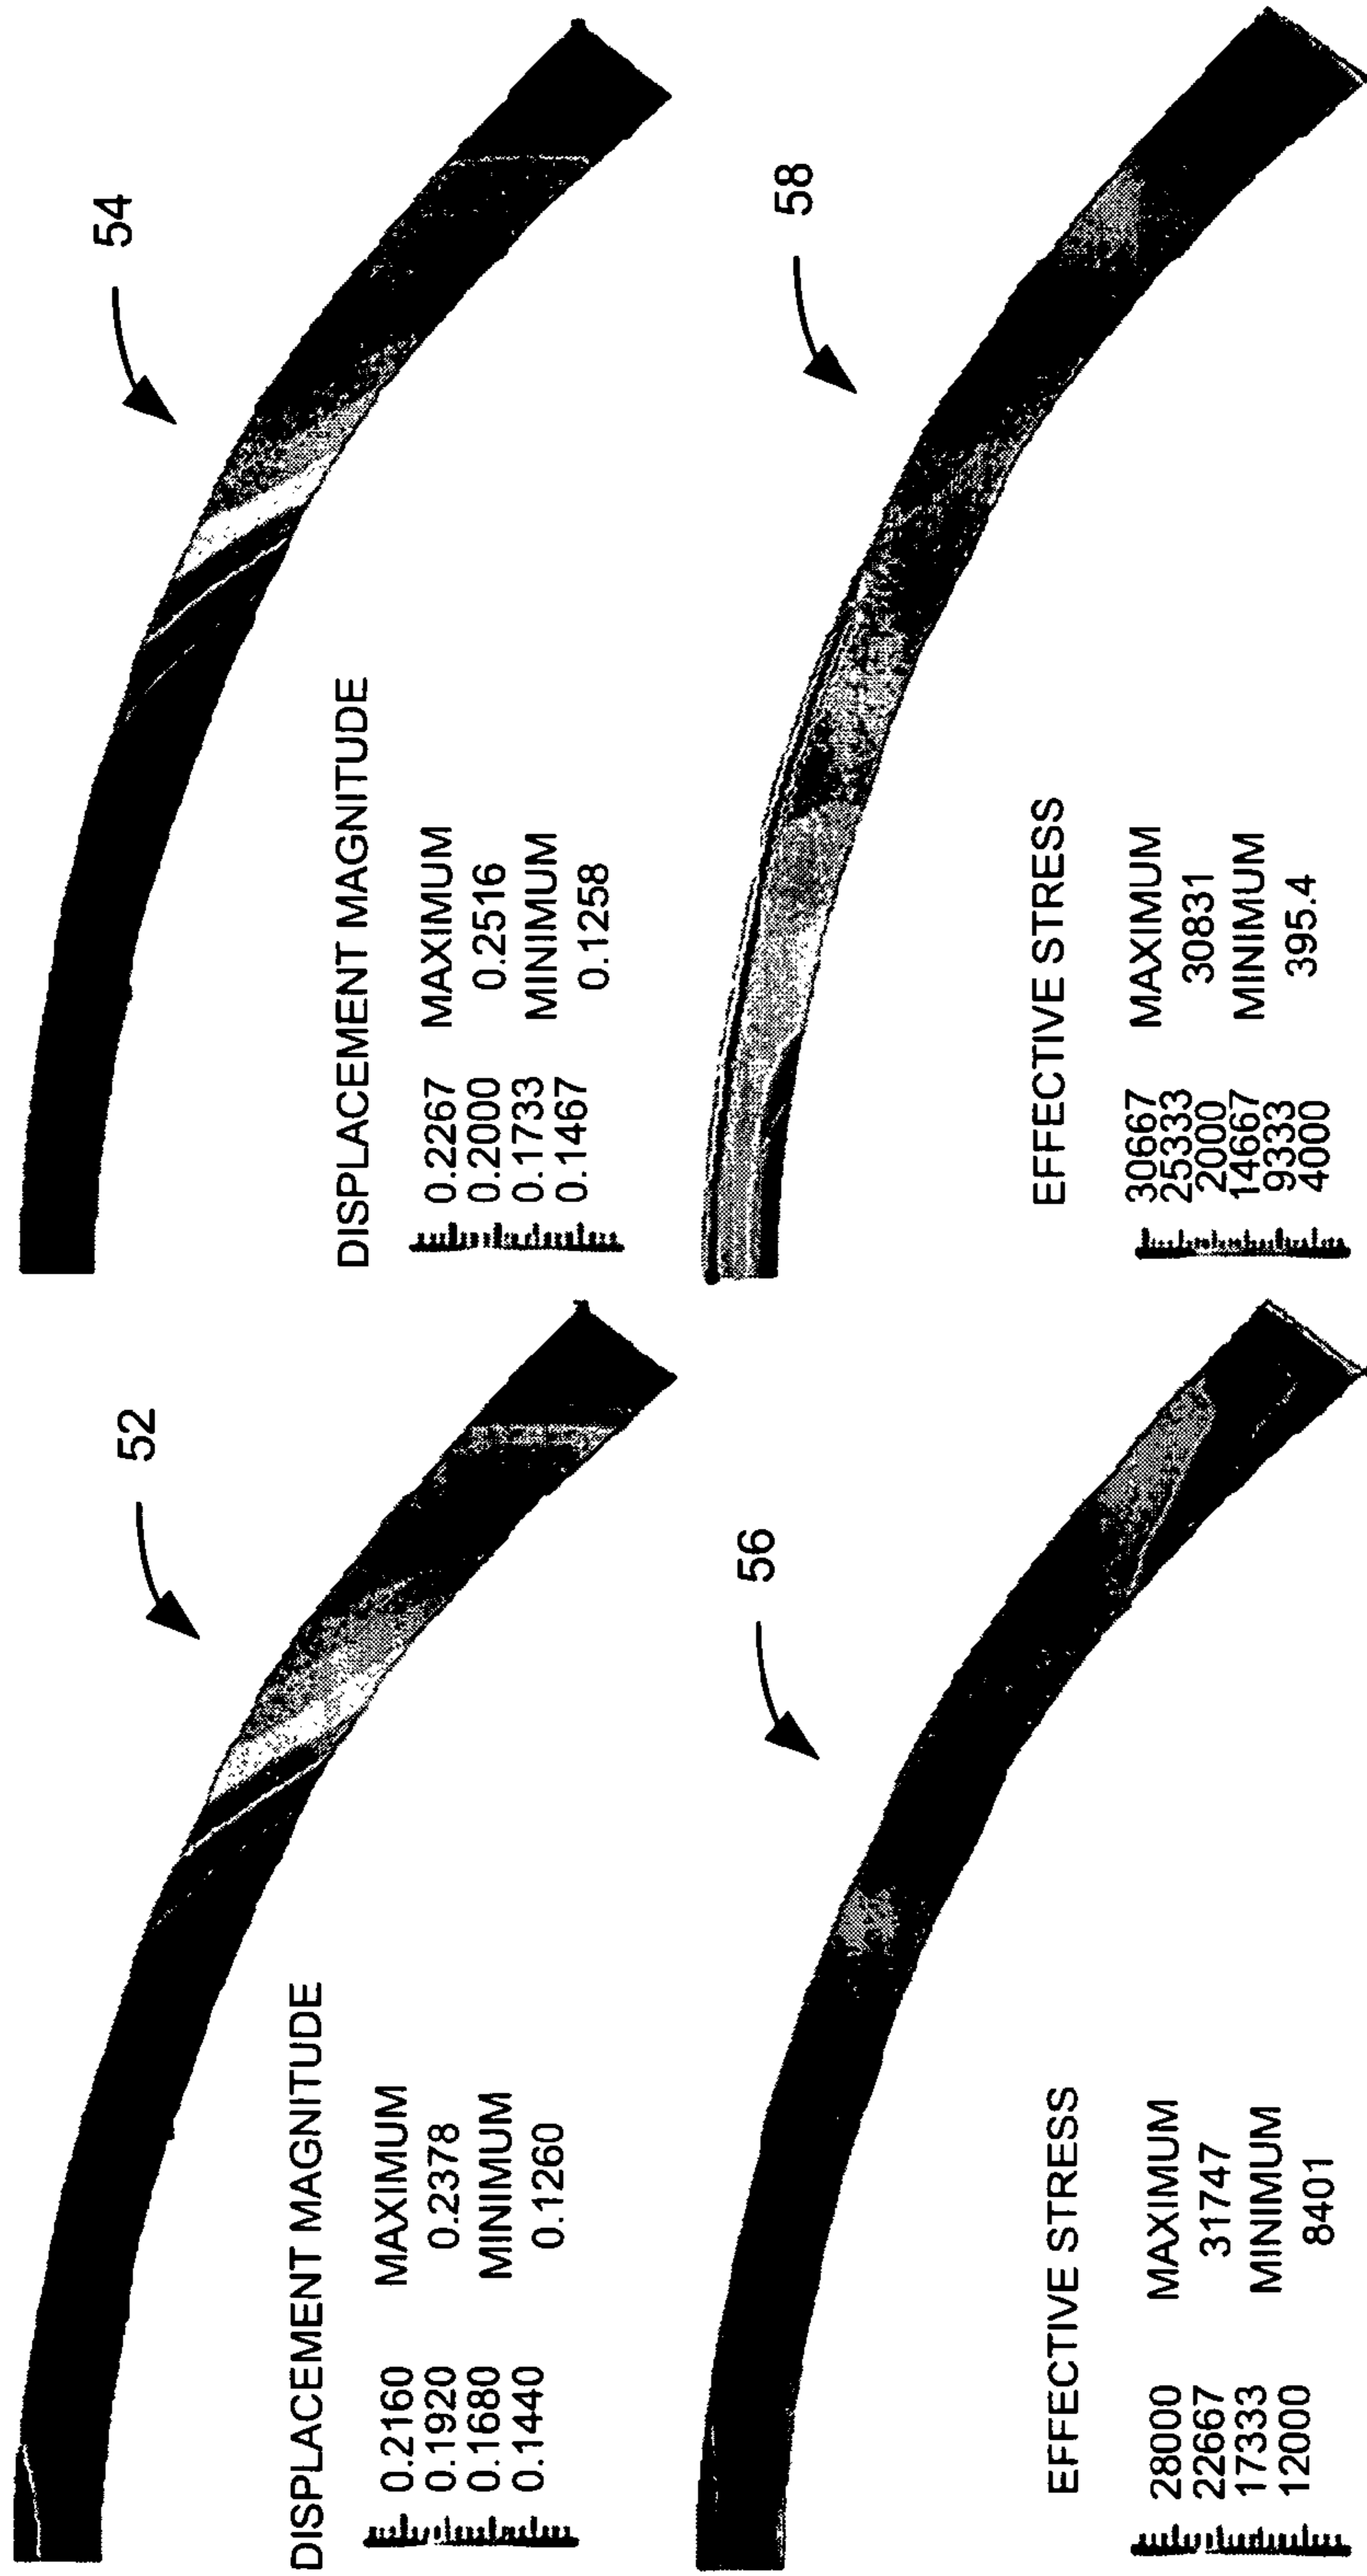 52
DISPLACEMENT MAGNITUDE
0.2160 MAXIMUM
0.1920 0.2378
0.1680 MINIMUM
0.1440 0.1260
54
DISPLACEMENT MAGNITUDE
0.2267 MAXIMUM
0.2000 0.2516
0.1733 MINIMUM
0.1467 0.1258
56
EFFECTIVE STRESS
28000 MAXIMUM
22667 31747
17333 MINIMUM
12000 8401
58
EFFECTIVE STRESS
30667 MAXIMUM
25333 30831
2000
14667 MINIMUM
9333 395.4
4000